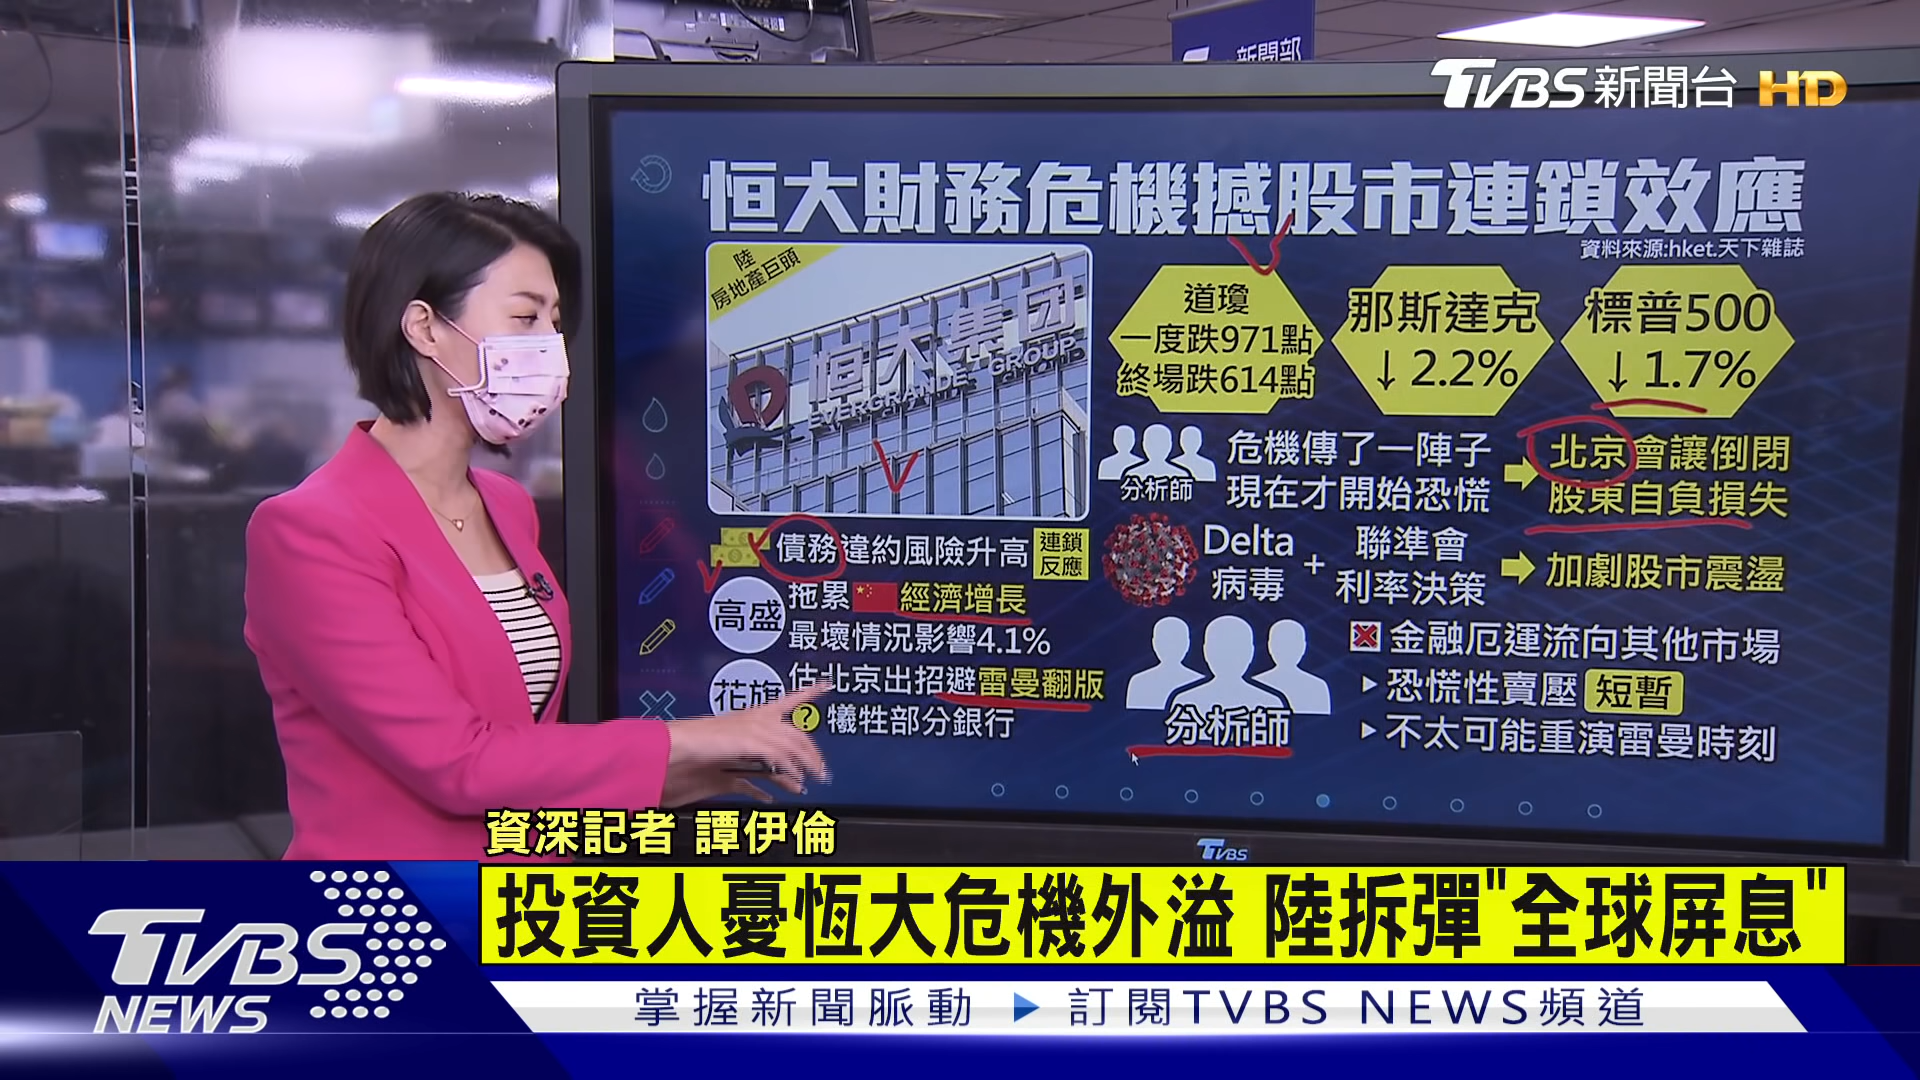 新聞部
TVBS新聞台 HD
恒大財務危機撼股市連鎖效應
資料來源:hket.天下雜誌
陸
房地產巨頭
恒大集团
EVERGRANDE GROUP
道瓊
一度跌971點
終場跌614點
那斯達克
↓2.2%
標普500
↓1.7%
分析師
危機傳了一陣子
現在才開始恐慌
北京會讓倒閉
股東自負損失
債務違約風險升高
連鎖
反應
高盛
拖累 經濟增長
最壞情況影響4.1%
花旗
估北京出招避雷曼翻版
? 犧牲部分銀行
Delta
病毒
+
聯準會
利率決策
加劇股市震盪
分析師
金融厄運流向其他市場
恐慌性賣壓 短暫
不太可能重演雷曼時刻
TVBS
資深記者 譚伊倫
投資人憂恆大危機外溢 陸拆彈"全球屏息"
TVBS
NEWS
掌握新聞脈動 ▶ 訂閱TVBS NEWS頻道